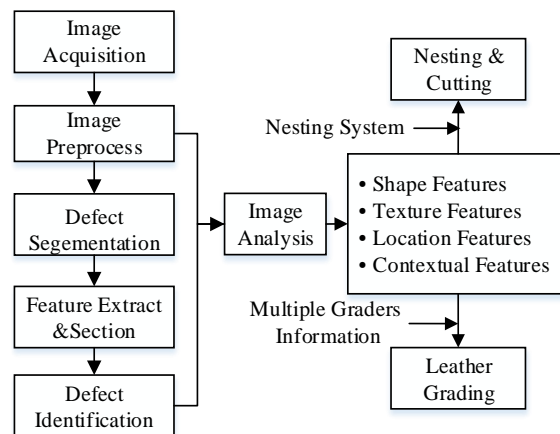 Image
Acquisition
Image
Preprocess
Defect
Segementation
Feature Extract
&Section
Defect
Identification
Image
Analysis
Nesting &
Cutting
Nesting System
• Shape Features
• Texture Features
• Location Features
• Contextual Features
Multiple Graders
Information
Leather
Grading